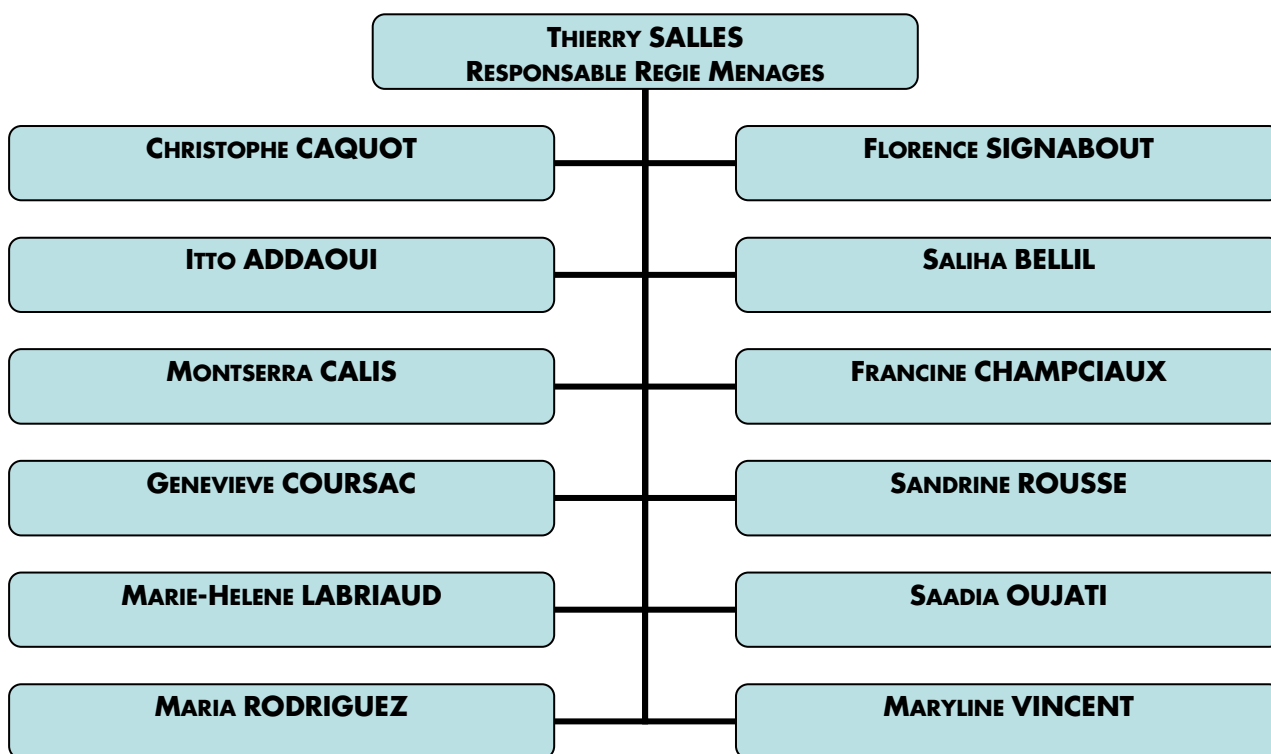 Thierry SALLES
Responsable Regie Menages
Christophe CAQUOT
Florence SIGNABOUT
Itto ADDAOUI
Saliha BELLIL
Montserra CALIS
Francine CHAMPCIAUX
Genevieve COURSAC
Sandrine ROUSSE
Marie-Helene LABRIAUD
Saadia OUJATI
Maria RODRIGUEZ
Maryline VINCENT